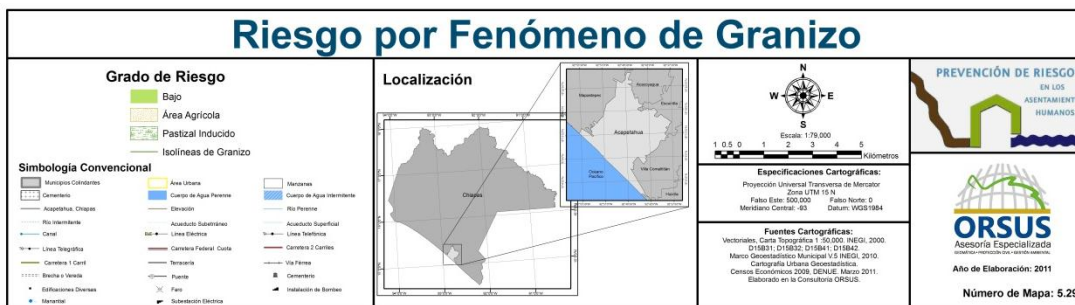 Riesgo por Fenómeno de Granizo
Grado de Riesgo
Bajo
Área Agrícola
Pastizal Inducido
Isolíneas de Granizo
Simbología Convencional
Municipios Colindantes
Área Urbana
Manzanas
Cementerio
Cuerpo de Agua Perenne
Cuerpo de Agua Intermitente
Acapetahua, Chiapas
Elevación
Río Perenne
Río Intermitente
Acueducto Subterráneo
Acueducto Superficial
Canal
Línea Eléctrica
Línea Telefónica
Línea Telegráfica
Carretera Federal Cuota
Carretera 2 Carriles
Carretera 1 Carril
Terracería
Vía Férrea
Brecha o Vereda
Puente
Cementerio
Edificaciones Diversas
Faro
Instalación de Bombeo
Manantial
Subestación Eléctrica
Localización
Chiapas
Acapetahua
Océano
Pacífico
Villa Comaltitlán
N
W
E
S
Escala: 1:79,000
1 0.5 0 1 2 3 4 5
Kilómetros
Especificaciones Cartográficas:
Proyección Universal Transversa de Mercator
Zona UTM 15 N
Falso Este: 500,000 Falso Norte: 0
Meridiano Central: -93 Datum: WGS1984
Fuentes Cartográficas:
Vectoriales, Carta Topográfica 1 :50,000. INEGI, 2000.
D15B31; D15B32; D15B41; D15B42.
Marco Geoestadístico Municipal V.5 INEGI, 2010.
Cartografía Urbana Geoestadística.
Censos Económicos 2009, DENUE. Marzo 2011.
Elaborado en la Consultoría ORSUS.
PREVENCIÓN DE RIESGO
EN LOS
ASENTAMIENT
HUMANOS
ORSUS
Asesoría Especializada
Año de Elaboración: 2011
Número de Mapa: 5.29